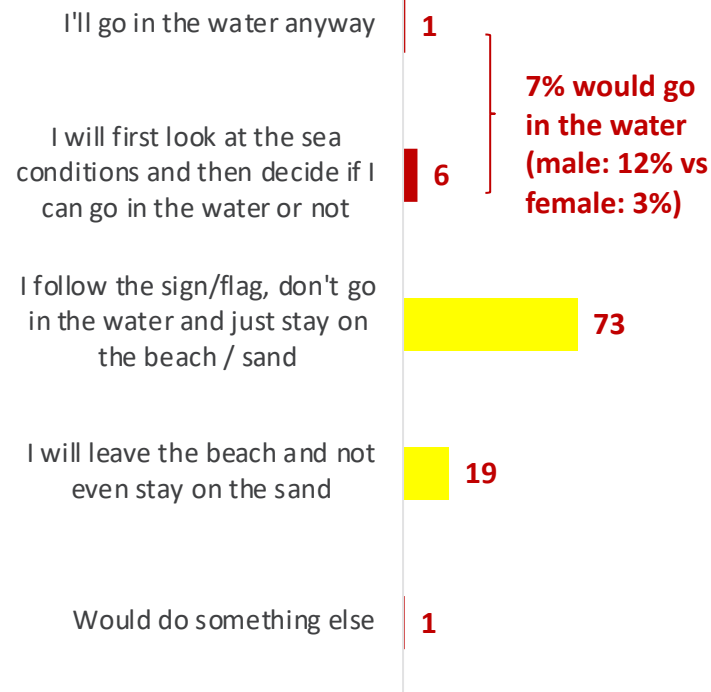 I'll go in the water anyway
1
7% would go
in the water
(male: 12% vs
female: 3%)
I will first look at the sea
conditions and then decide if I
can go in the water or not
6
I follow the sign/flag, don't go
in the water and just stay on
the beach / sand
73
I will leave the beach and not
even stay on the sand
19
Would do something else
1